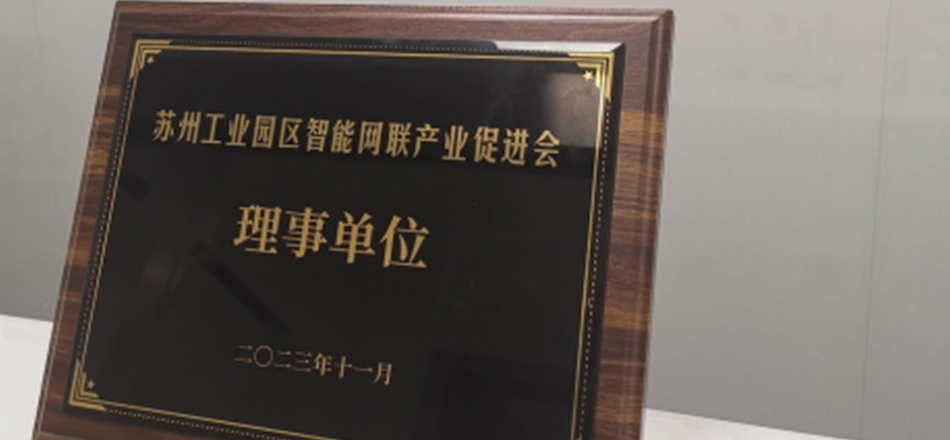 苏州工业园区智能网联产业促进会
理事单位
二〇二三年十一月